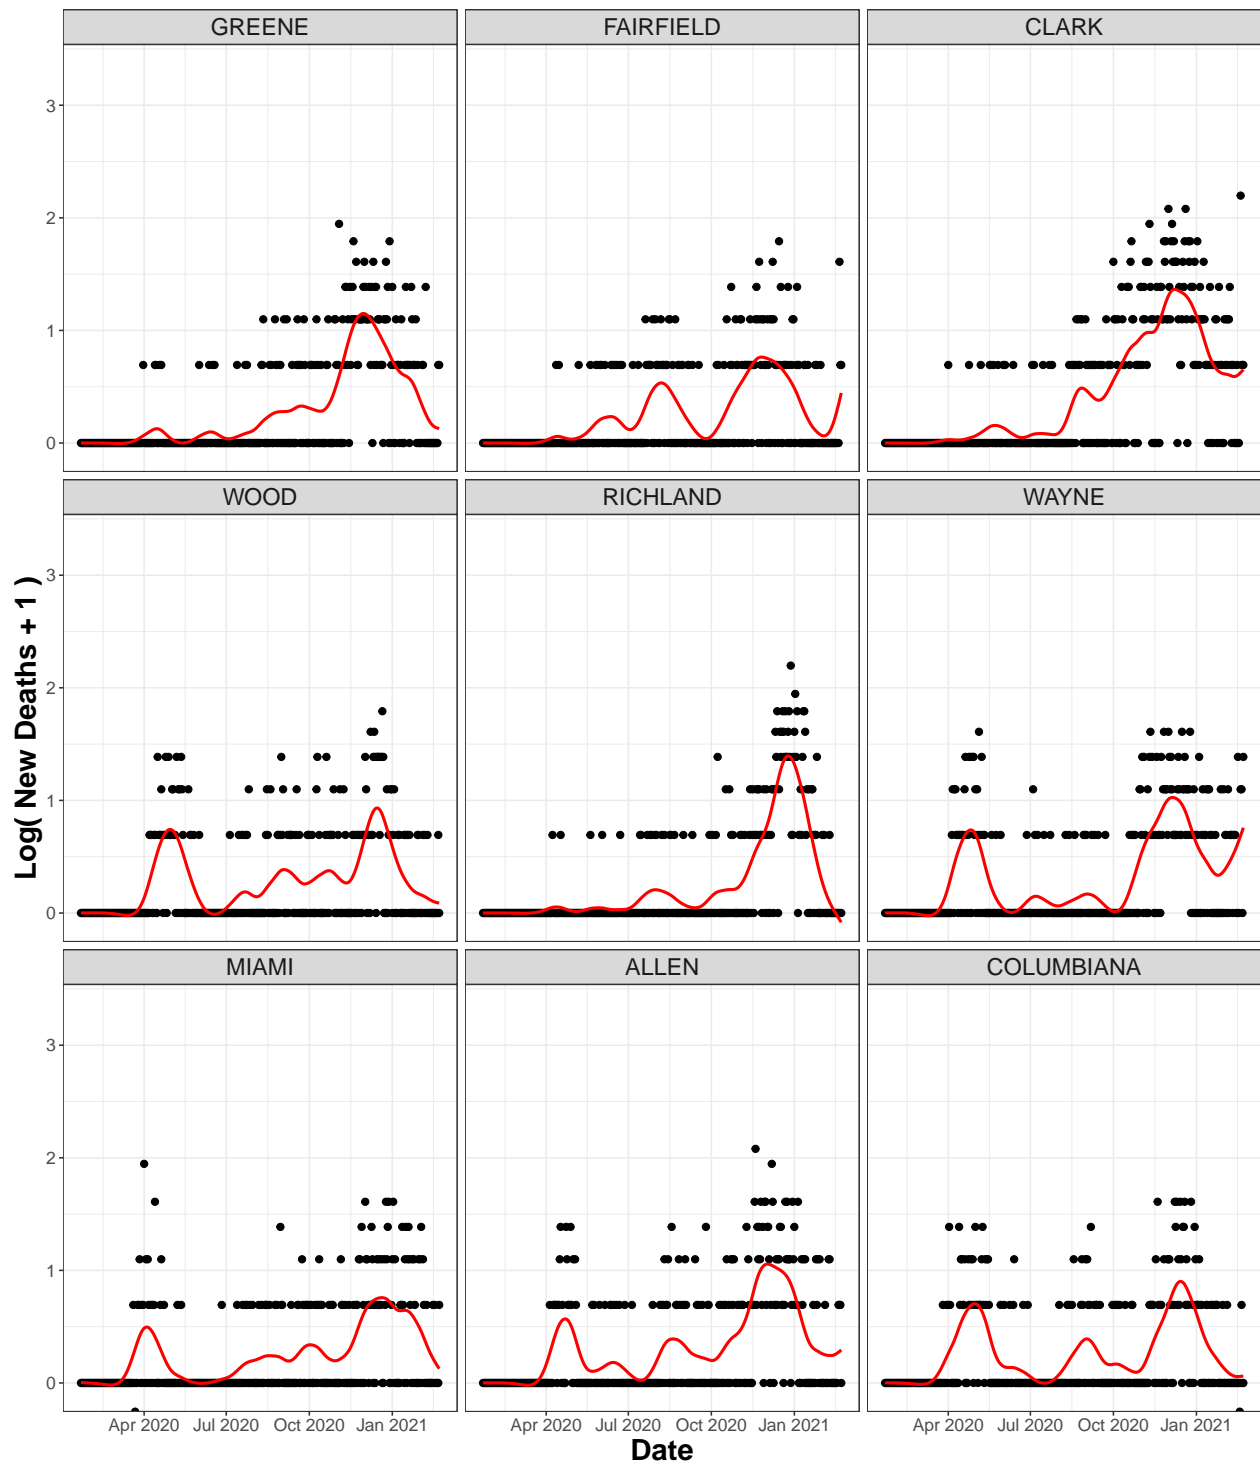 GREENE FAIRFIELD CLARK
3
2
1
0
WOOD RICHLAND WAYNE
3
2
1
0
Log( New Deaths + 1 )
MIAMI ALLEN COLUMBIANA
3
2
1
0
Apr 2020 Jul 2020 Oct 2020 Jan 2021 Apr 2020 Jul 2020 Oct 2020 Jan 2021 Apr 2020 Jul 2020 Oct 2020 Jan 2021
Date